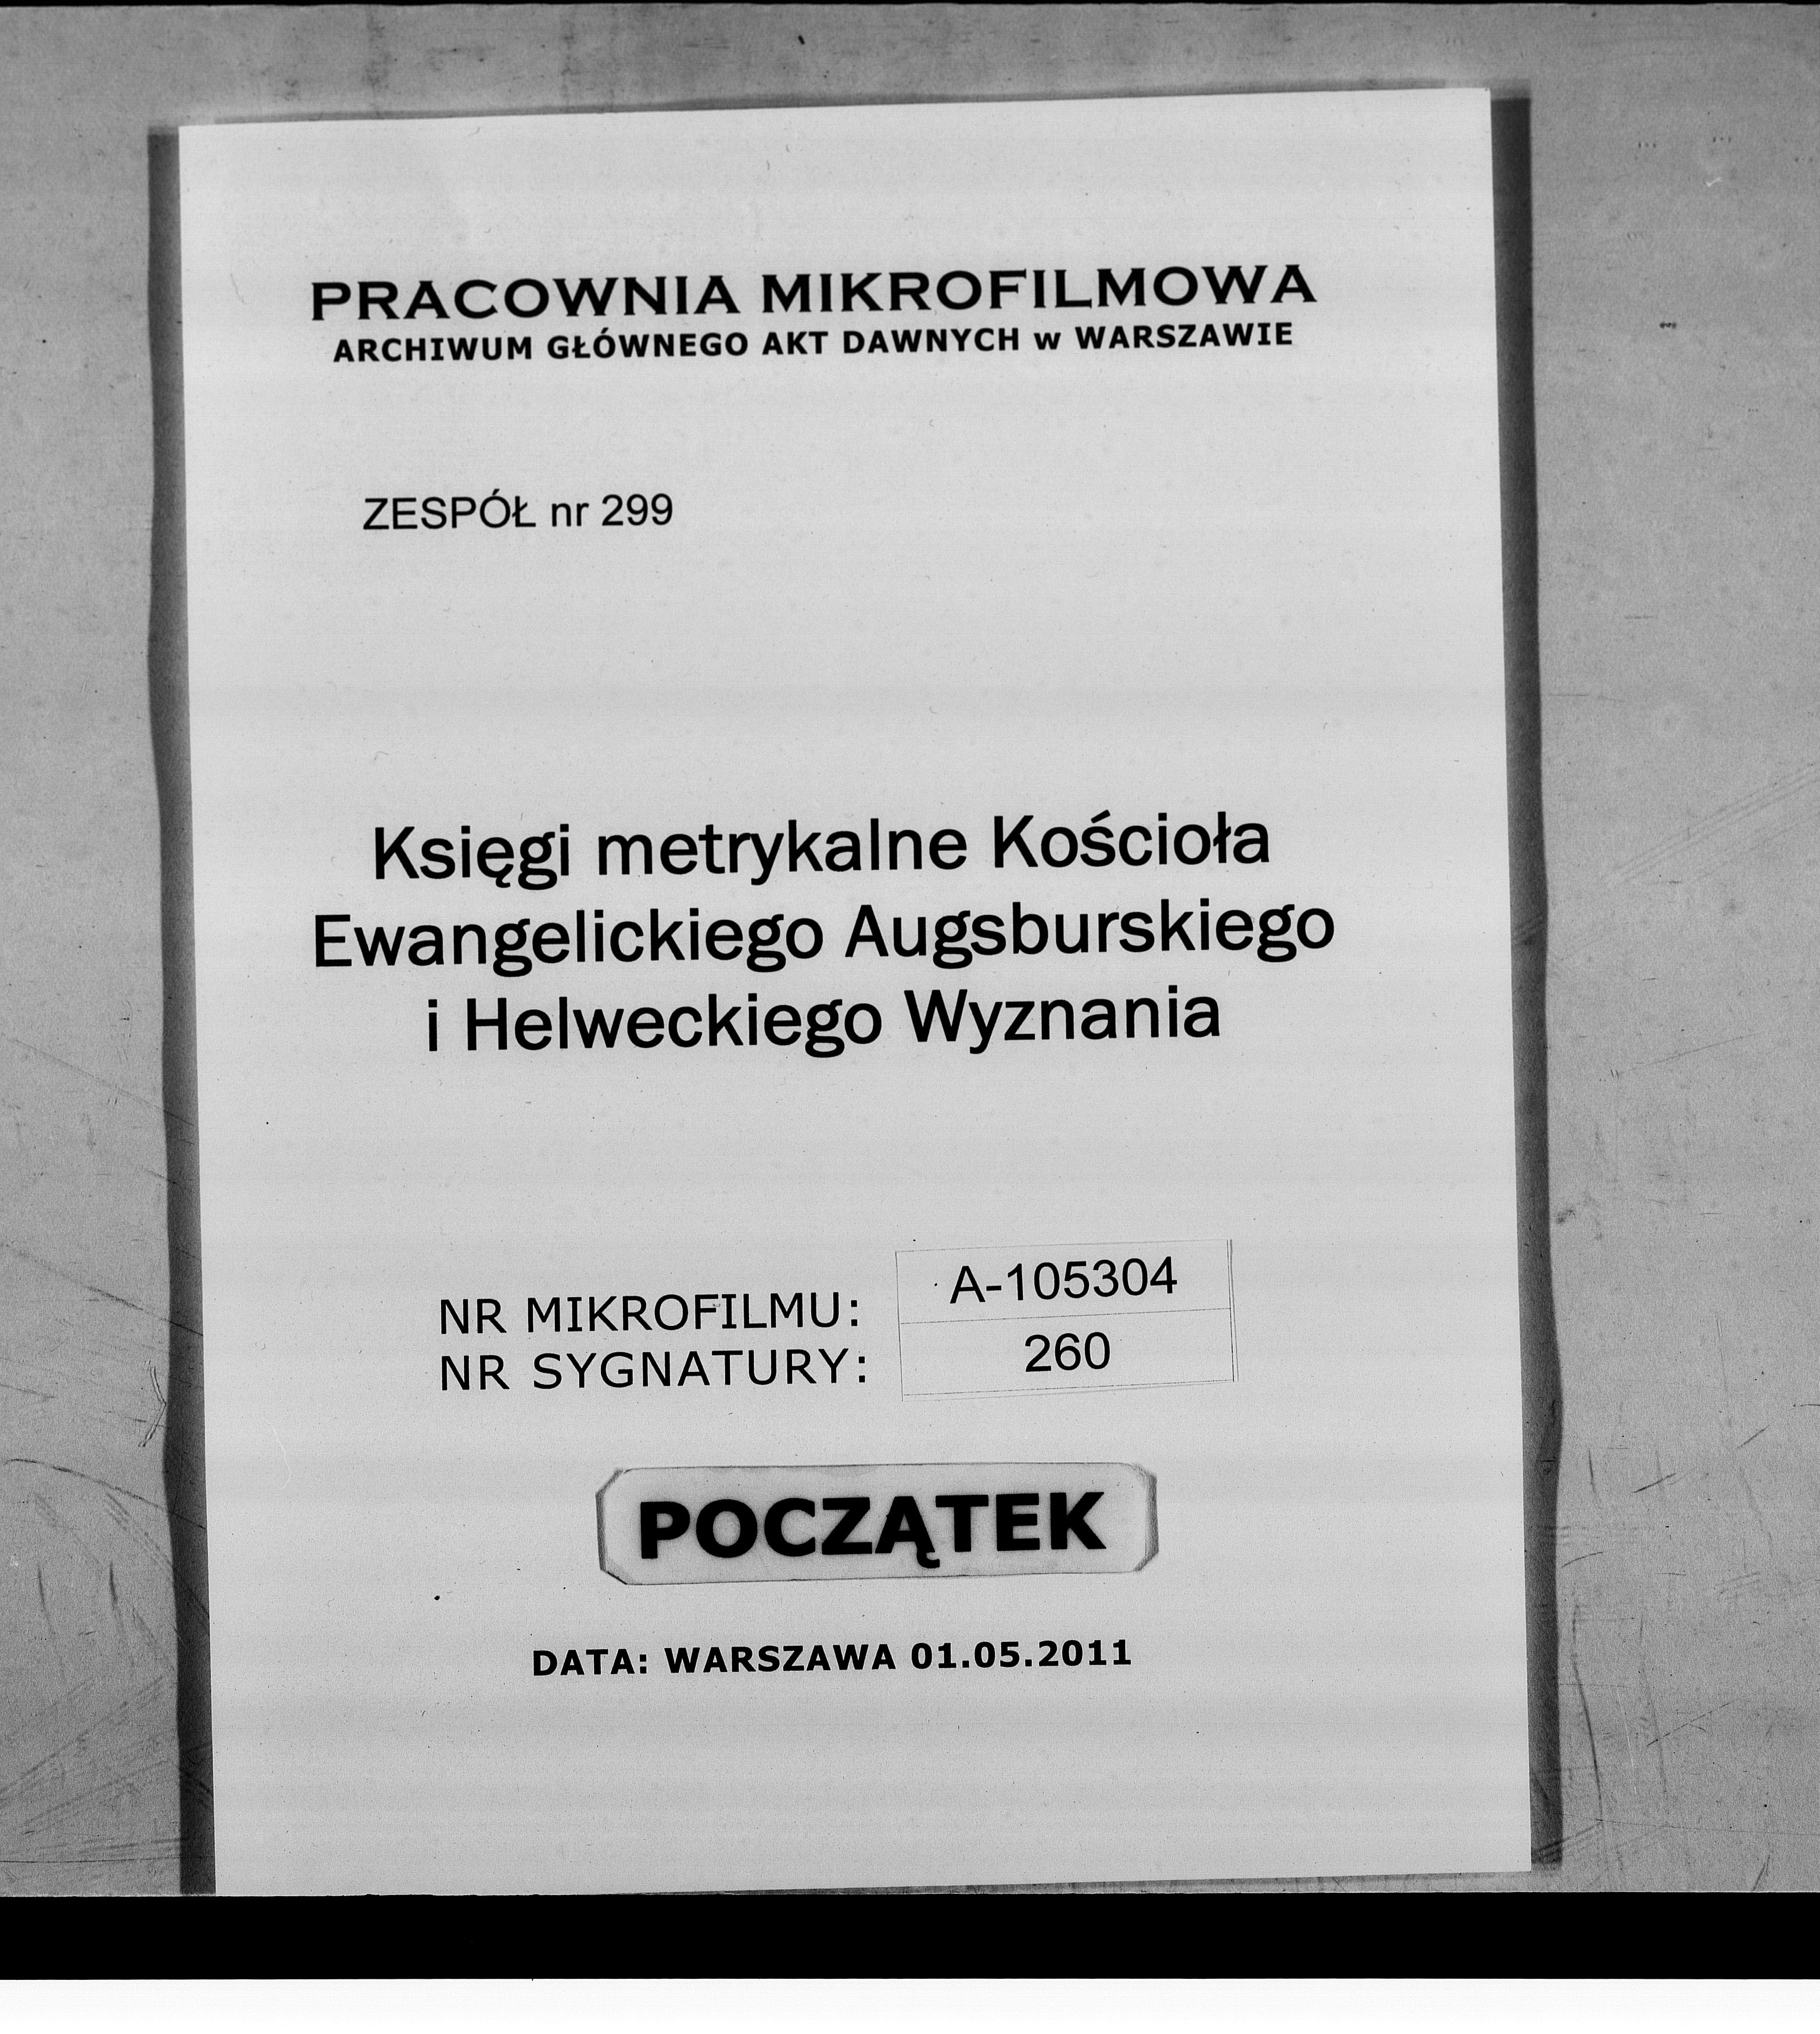 PRACOWNIA MIKROFILMOWA
ARCHIWUM GŁÓWNEGO AKT DAWNYCH w WARSZAWIE
ZESPÓŁ nr 299
Księgi metrykalne Kościoła
Ewangelickiego Augsburskiego
i Helweckiego Wyznania
NR MIKROFILMU: A-105304
NR SYGNATURY: 260
POCZĄTEK
DATA: WARSZAWA 01.05.2011